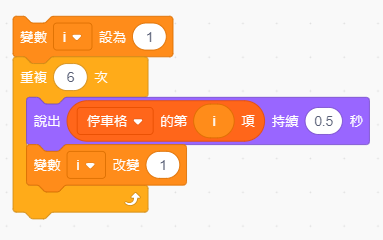 變數 i 設為 1
重複 6 次
說出 停車格 的第 i 項 持續 0.5 秒
變數 i 改變 1